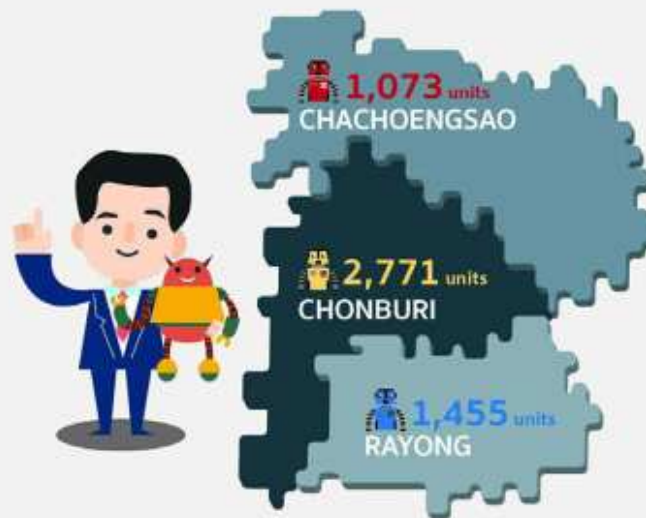 1,073 units
CHACHOENGSAO
2,771 units
CHONBURI
1,455 units
RAYONG